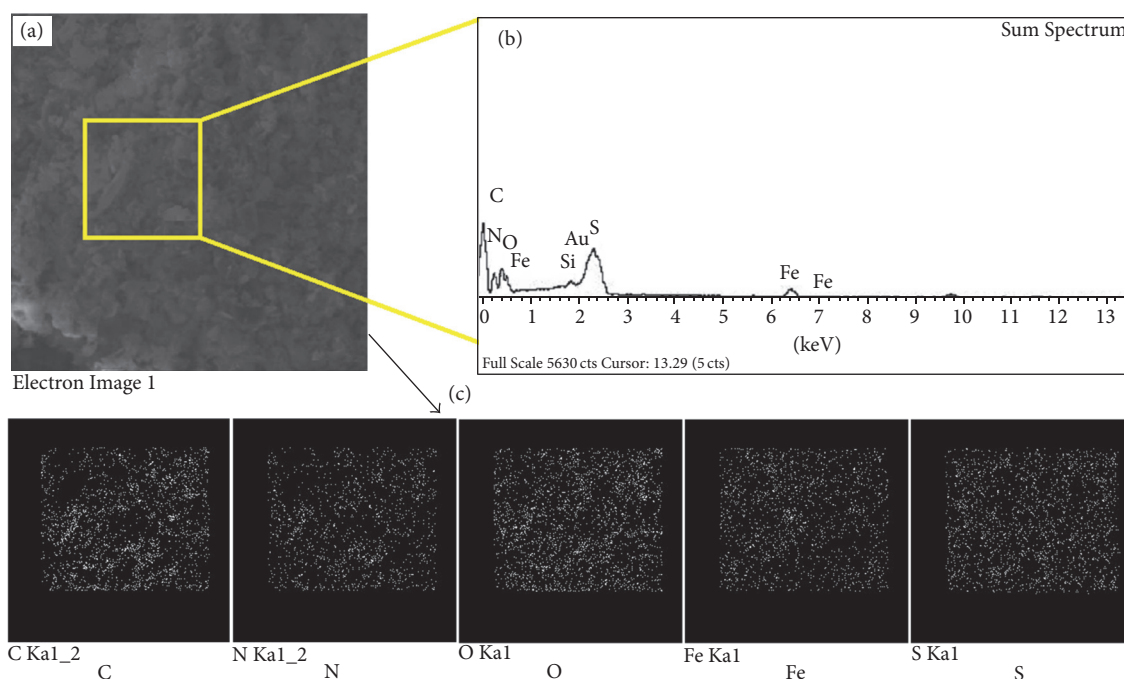 (a)
Electron Image 1
(b)
Sum Spectrum
C
N O
Fe
Si
Au S
Fe
Fe
0 1 2 3 4 5 6 7 8 9 10 11 12 13
(keV)
Full Scale 5630 cts Cursor: 13.29 (5 cts)
(c)
C Ka1_2
C
N Ka1_2
N
O Ka1
O
Fe Ka1
Fe
S Ka1
S